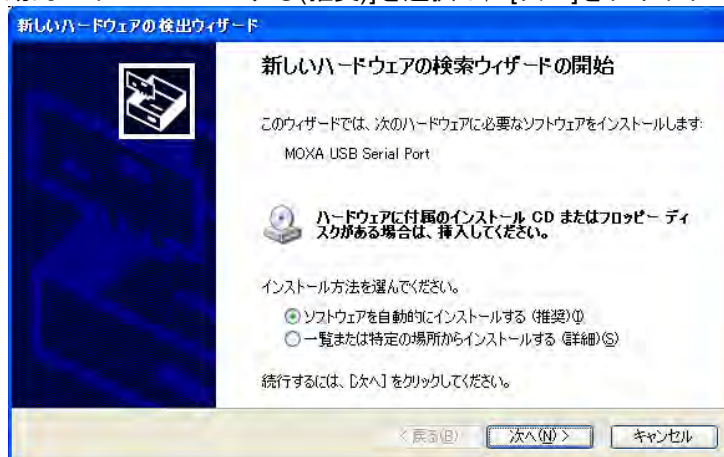 新しいハードウェアの検出ウィザード
新しいハードウェアの検索ウィザードの開始
このウィザードでは、次のハードウェアに必要なソフトウェアをインストールします:
MOXA USB Serial Port
ハードウェアに付属のインストール CD またはフロッピー ディ
スクがある場合は、挿入してください。
インストール方法を選んでください。
ソフトウェアを自動的にインストールする (推奨)(I)
一覧または特定の場所からインストールする (詳細)(S)
続行するには、[次へ] をクリックしてください。
< 戻る(B) 次へ(N) > キャンセル